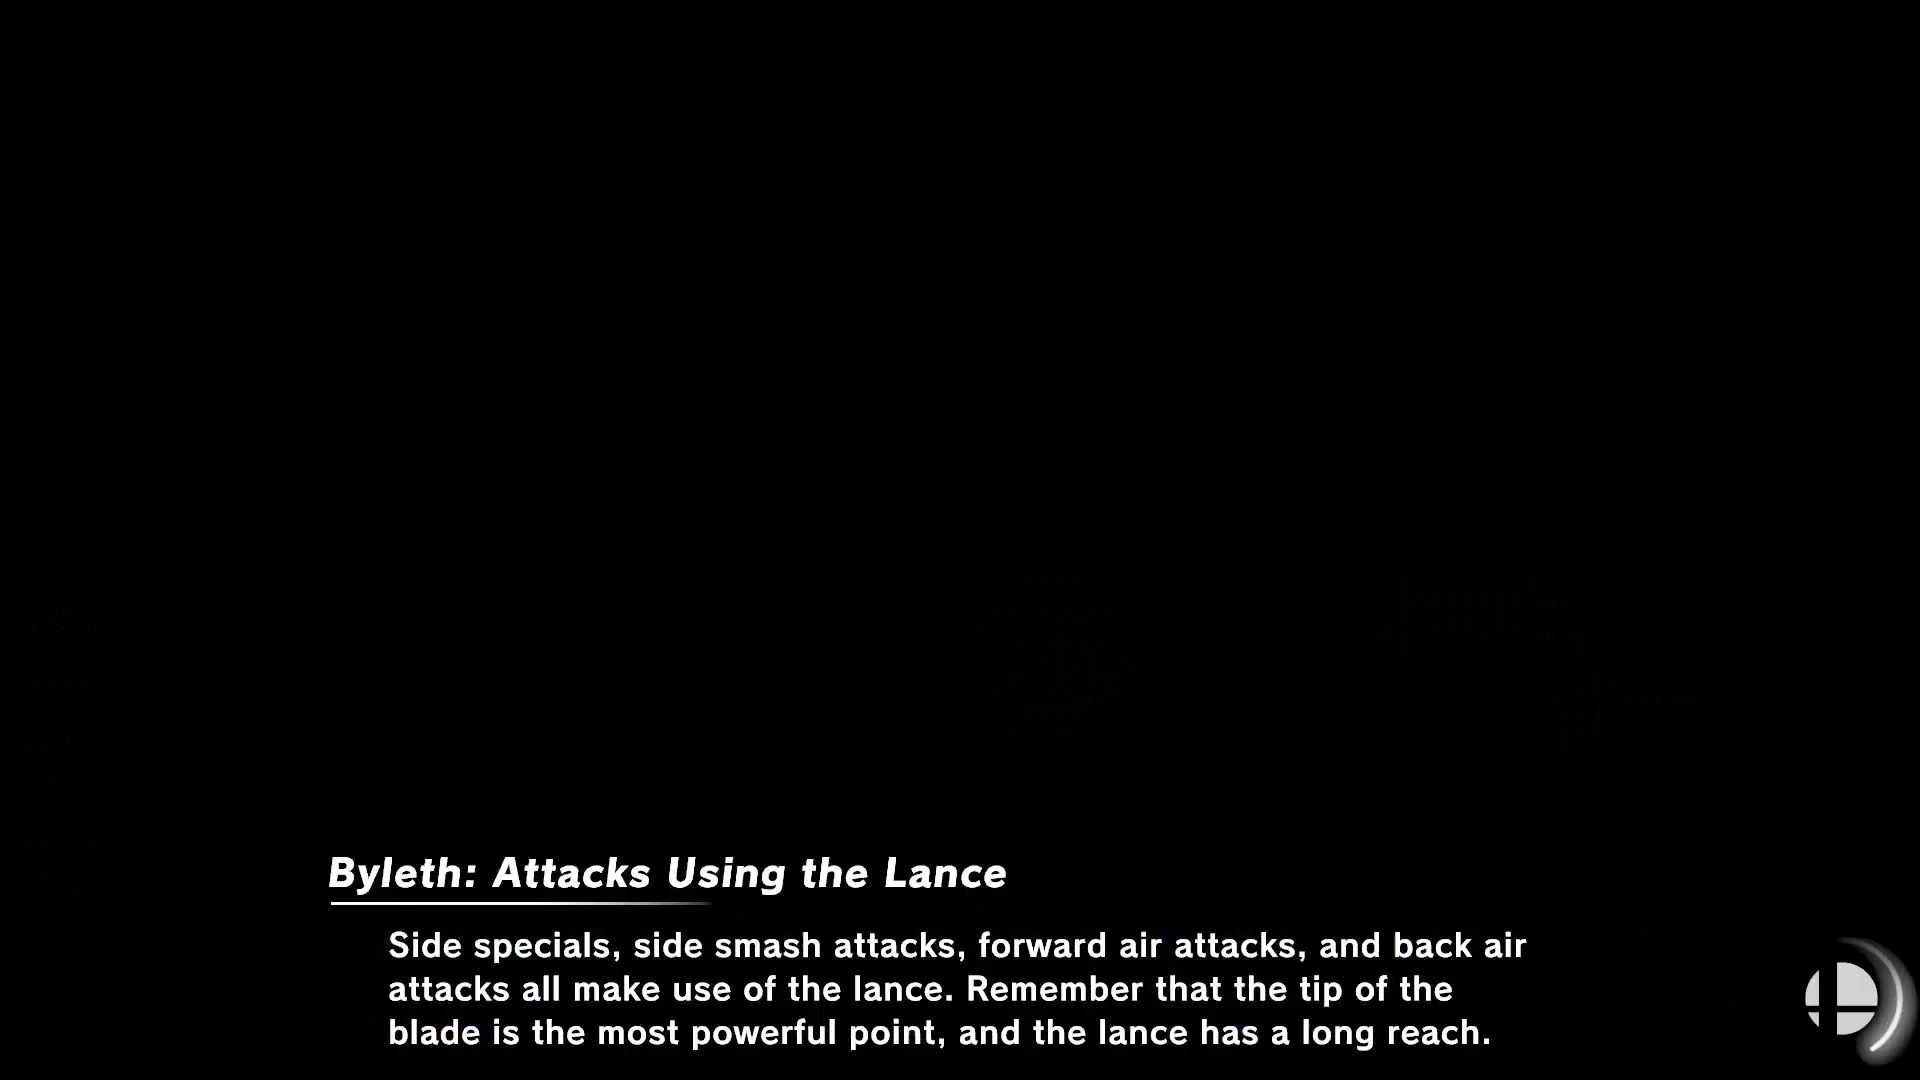 Byleth: Attacks Using the Lance
Side specials, side smash attacks, forward air attacks, and back air
attacks all make use of the lance. Remember that the tip of the
blade is the most powerful point, and the lance has a long reach.